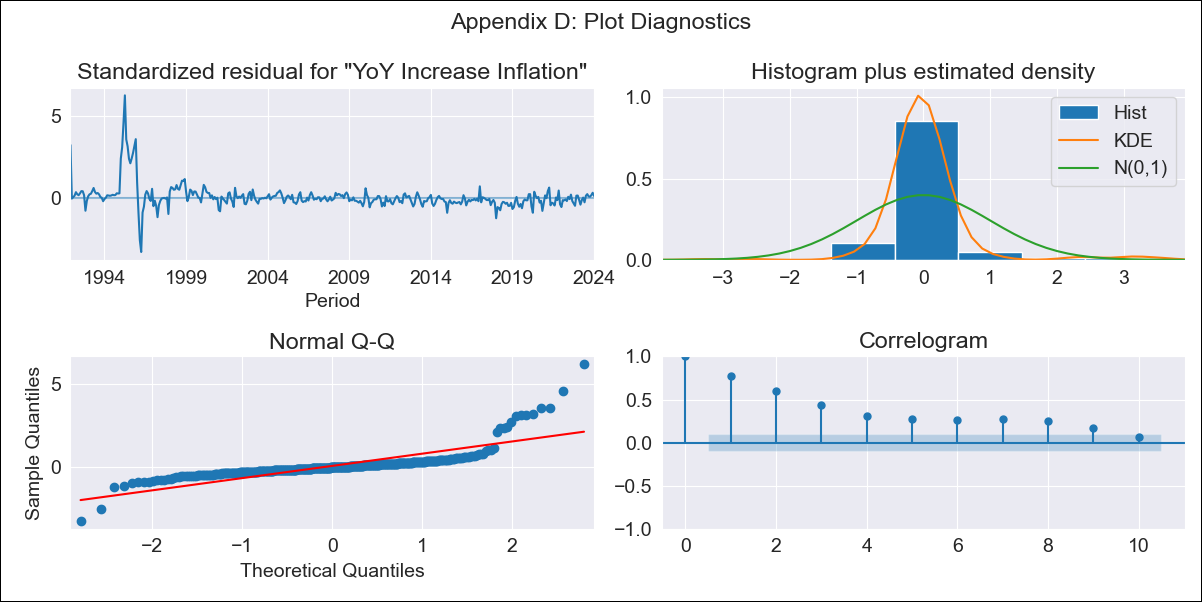 Appendix D: Plot Diagnostics
Standardized residual for "YoY Increase Inflation"
5
0
1994 1999 2004 2009 2014 2019 2024
Period
Histogram plus estimated density
1.0
0.5
0.0
−3 −2 −1 0 1 2 3
Hist
KDE
N(0,1)
Normal Q-Q
Sample Quantiles
5
0
−2 −1 0 1 2
Theoretical Quantiles
Correlogram
1.0
0.5
0.0
−0.5
−1.0
0 2 4 6 8 10